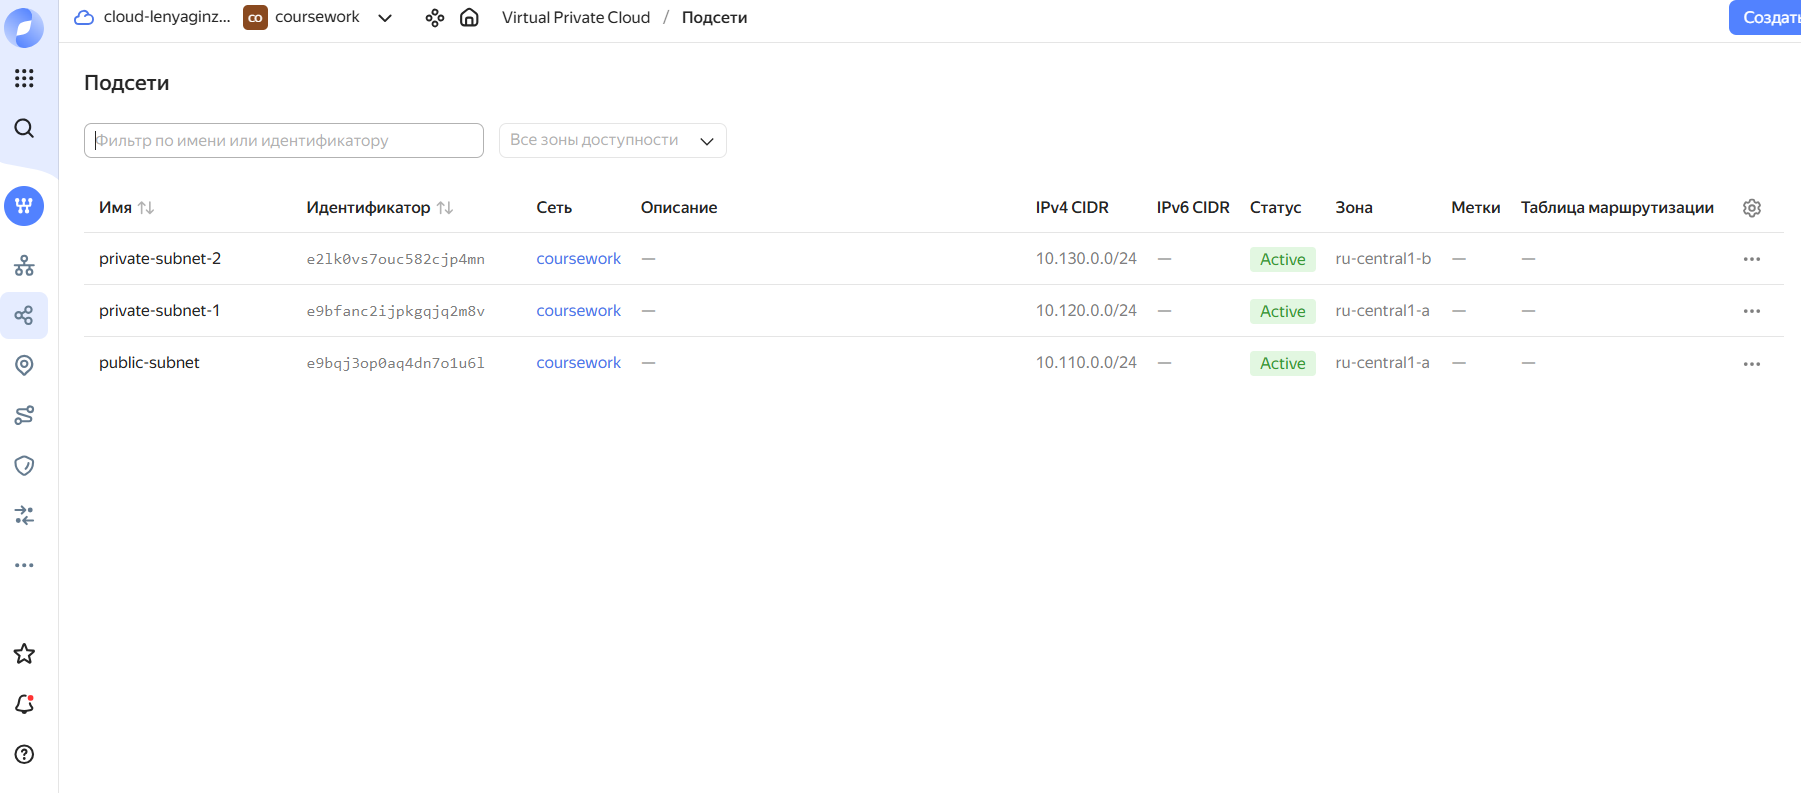 cloud-lenyaginz... co coursework Virtual Private Cloud / Подсети Создать
Подсети
Фильтр по имени или идентификатору Все зоны доступности
Имя Идентификатор Сеть Описание IPv4 CIDR IPv6 CIDR Статус Зона Метки Таблица маршрутизации
private-subnet-2 e2lk0vs7ouc582cjp4mn coursework — 10.130.0.0/24 — Active ru-central1-b — —
private-subnet-1 e9bfanc2ijpkgqjq2m8v coursework — 10.120.0.0/24 — Active ru-central1-a — —
public-subnet e9bqj3op0aq4dn7o1u6l coursework — 10.110.0.0/24 — Active ru-central1-a — —